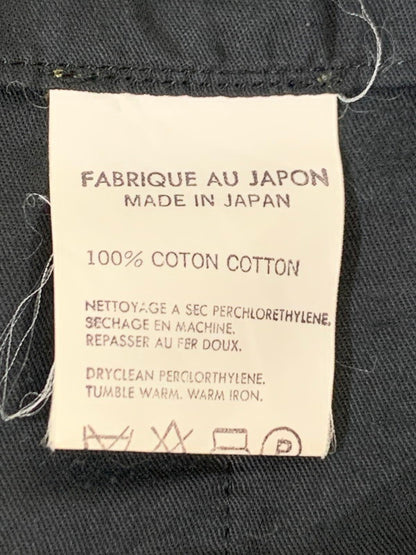 FABRIQUE AU JAPON
MADE IN JAPAN
100% COTON COTTON
NETTOYAGE A SEC PERCHLORETHYLENE.
SECHAGE EN MACHINE.
REPASSER AU FER DOUX.
DRYCLEAN PERCLORTHYLENE.
TUMBLE WARM. WARM IRON.
P